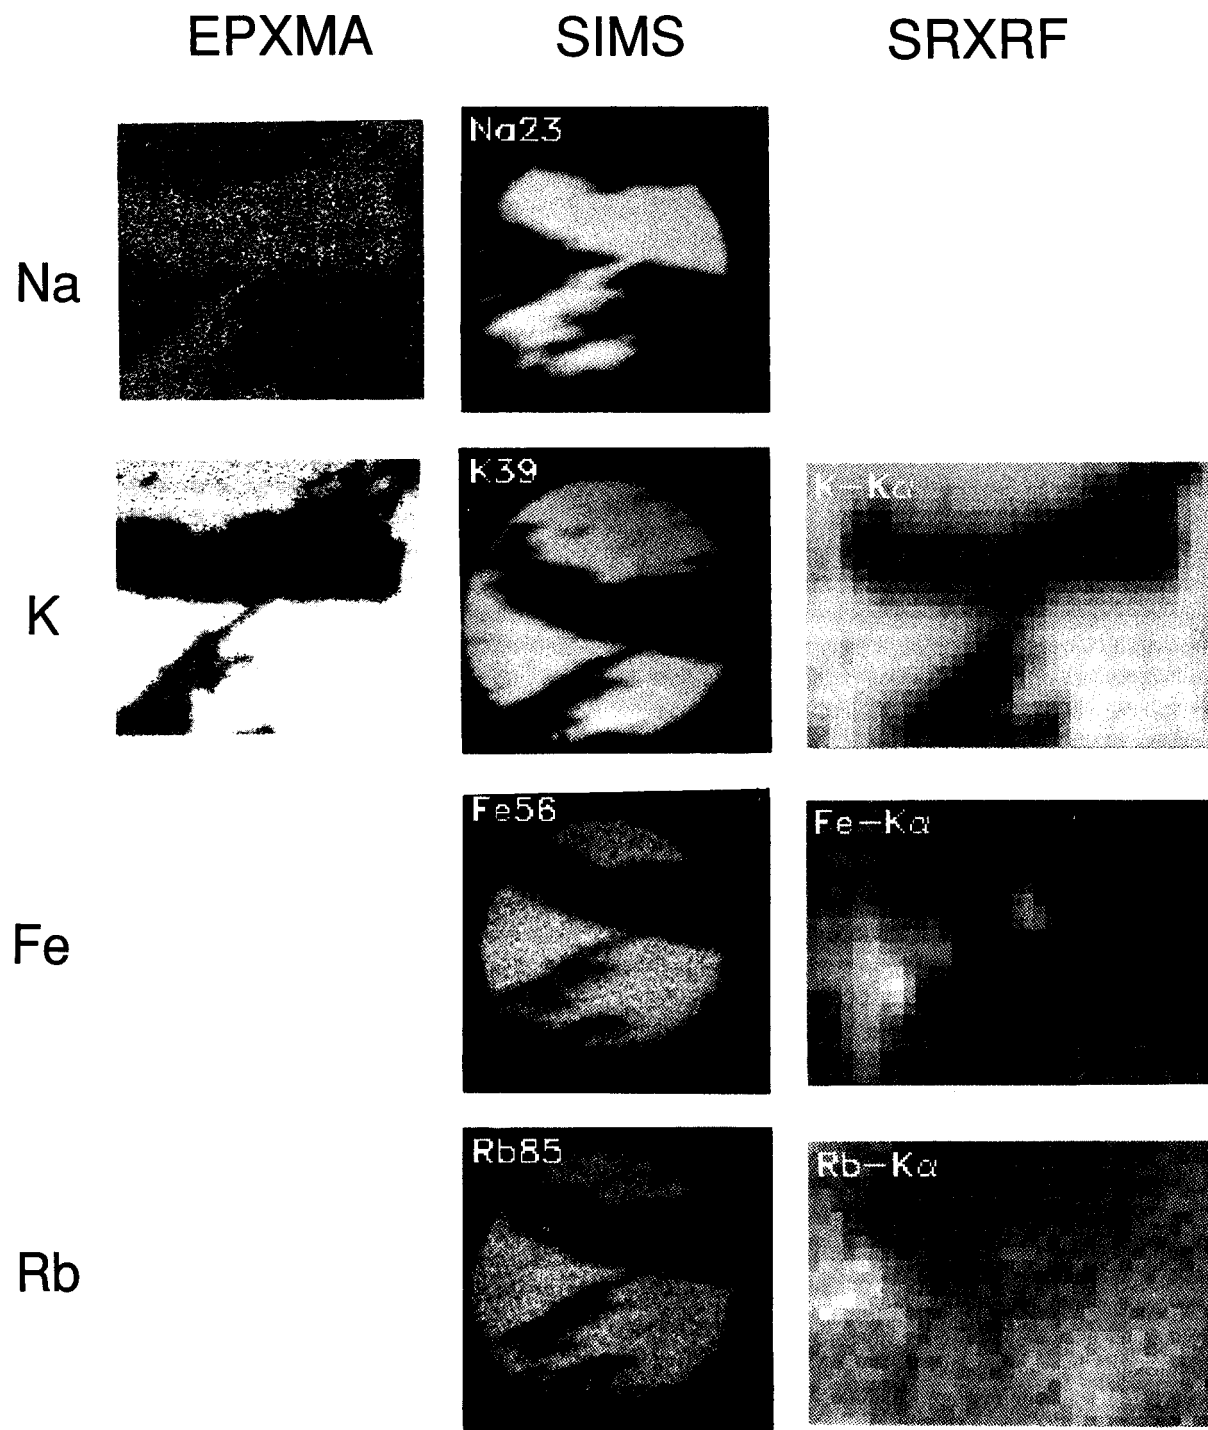 EPXMA SIMS SRXRF
Na
Na23
K
K39
K-Kα
Fe
Fe56
Fe-Kα
Rb
Rb85
Rb-Kα